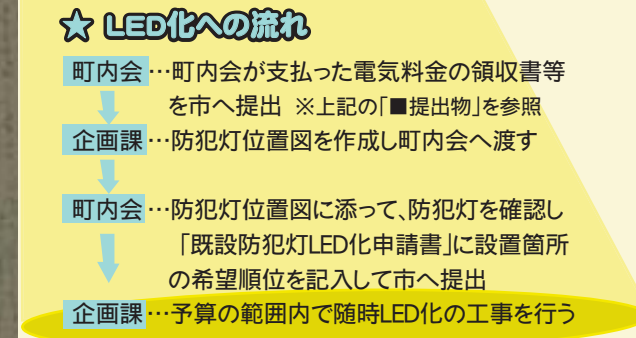 ★ LED化への流れ
町内会…町内会が支払った電気料金の領収書等
を市へ提出 ※上記の「■提出物」を参照
企画課…防犯灯位置図を作成し町内会へ渡す
町内会…防犯灯位置図に添って、防犯灯を確認し
「既設防犯灯LED化申請書」に設置箇所
の希望順位を記入して市へ提出
企画課…予算の範囲内で随時LED化の工事を行う